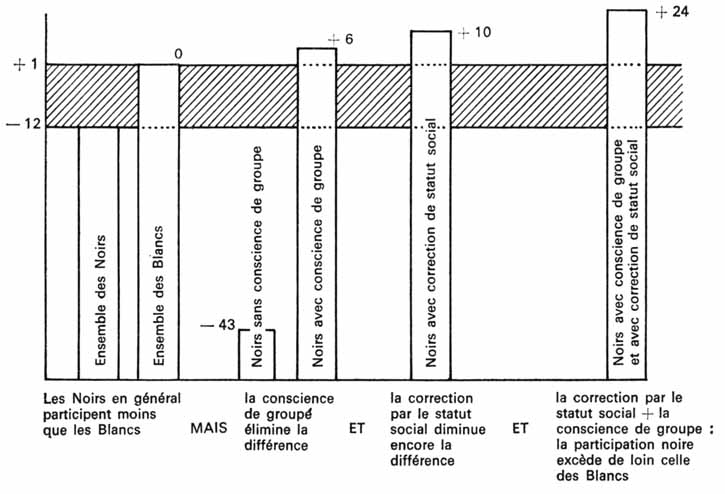 + 24
+ 10
+ 6
0
+ 1
— 12
— 43
Ensemble des Noirs
Ensemble des Blancs
Noirs sans conscience de groupe
Noirs avec conscience de groupe
Noirs avec correction de statut social
Noirs avec conscience de groupe
et avec correction de statut social
Les Noirs en général
participent moins
que les Blancs
MAIS
la conscience
de groupé
élimine la
différence
ET
la correction
par le statut
social diminue
encore la
différence
ET
la correction par le
statut social + la
conscience de groupe :
la participation noire
excède de loin celle
des Blancs